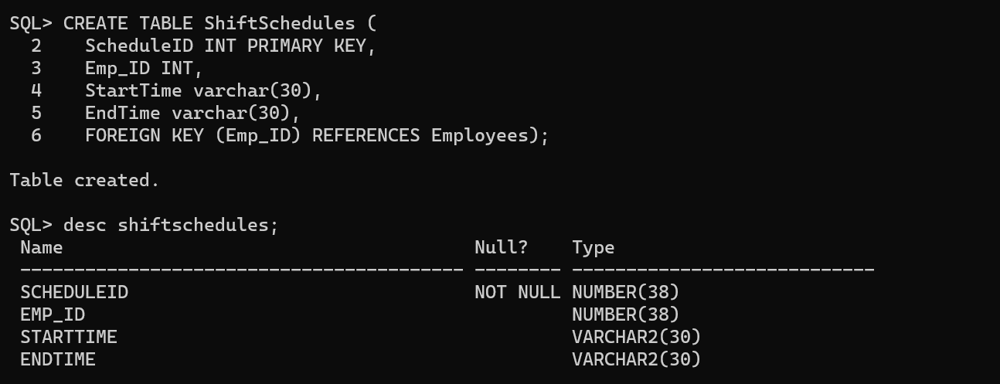 SQL> CREATE TABLE ShiftSchedules (
  2    ScheduleID INT PRIMARY KEY,
  3    Emp_ID INT,
  4    StartTime varchar(30),
  5    EndTime varchar(30),
  6    FOREIGN KEY (Emp_ID) REFERENCES Employees);
Table created.
SQL> desc shiftschedules;
 Name                                      Null?    Type
 ----------------------------------------- -------- ----------------------------
 SCHEDULEID                                NOT NULL NUMBER(38)
 EMP_ID                                             NUMBER(38)
 STARTTIME                                          VARCHAR2(30)
 ENDTIME                                            VARCHAR2(30)